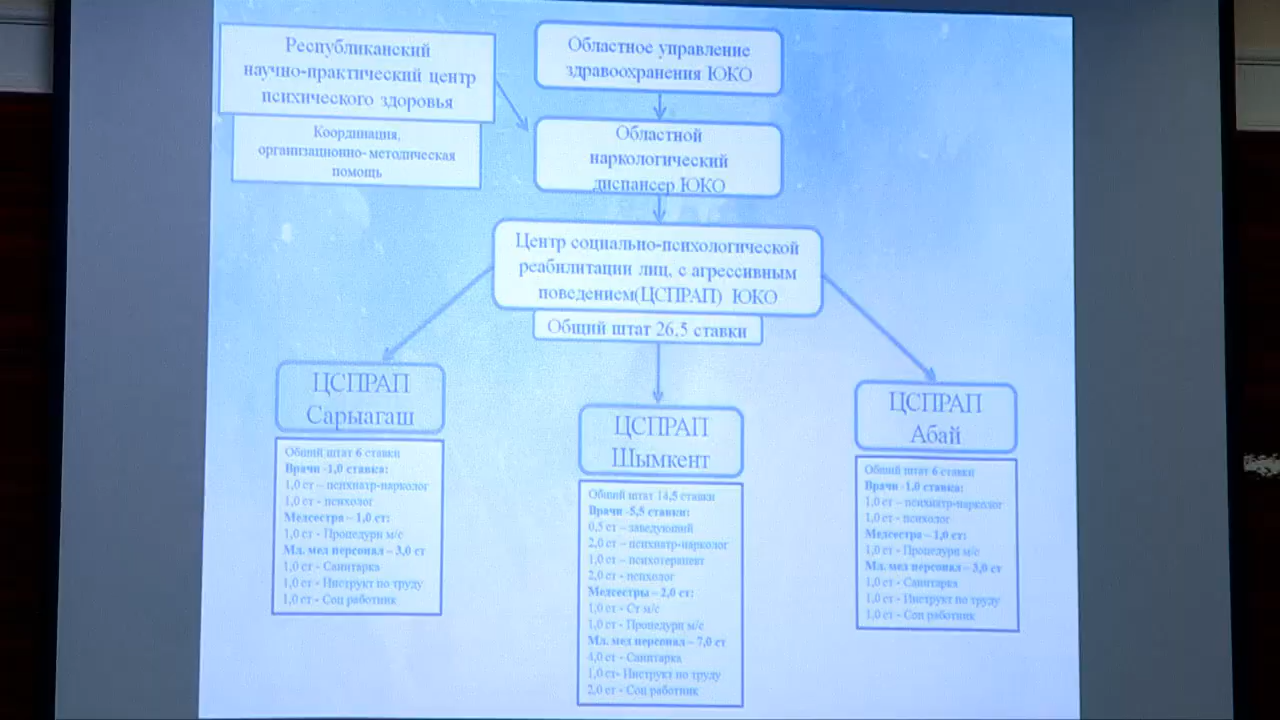 Республиканский
научно-практический центр
психического здоровья
Координация,
организационно- методическая
помощь
Областное управление
здравоохранения ЮКО
Областной
наркологический
диспансер ЮКО
Центр социально-психологической
реабилитации лиц, с агрессивным
поведением(ЦСПРАП) ЮКО
Общий штат 26,5 ставки
ЦСПРАП
Сарыагаш
Общий штат 6 ставки
Врачи -1,0 ставка:
1,0 ст – психиатр-нарколог
1,0 ст - психолог
Медсестра – 1,0 ст:
1,0 ст – Процедурн м/с
Мл. мед персонал – 3,0 ст
1,0 ст - Санитарка
1,0 ст - Инструкт по труду
1,0 ст - Соц работник
ЦСПРАП
Шымкент
Общий штат 14,5 ставки
Врачи -5,5 ставки:
0,5 ст – заведующий
2,0 ст – психиатр-нарколог
1,0 ст – психотерапевт
2,0 ст - психолог
Медсестры – 2,0 ст:
1,0 ст - Ст м/с
1,0 ст - Процедурн м/с
Мл. мед персонал – 7,0 ст
4,0 ст - Санитарка
1,0 ст- Инструкт по труду
2,0 ст - Соц работник
ЦСПРАП
Абай
Общий штат 6 ставки
Врачи -1,0 ставка:
1,0 ст – психиатр-нарколог
1,0 ст - психолог
Медсестра – 1,0 ст:
1,0 ст – Процедурн м/с
Мл. мед персонал – 3,0 ст
1,0 ст - Санитарка
1,0 ст - Инструкт по труду
1,0 ст - Соц работник